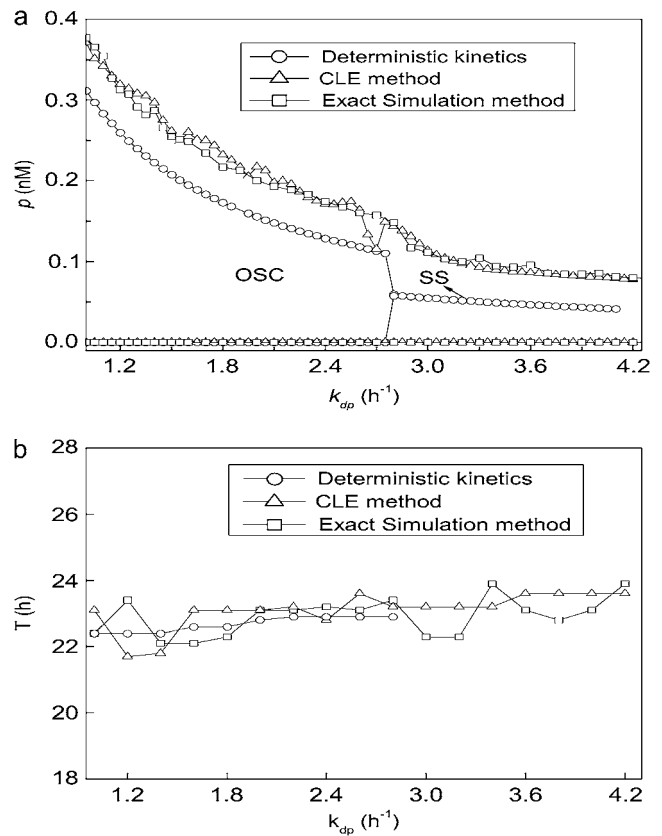 a
0.4
0.3
0.2
0.1
0.0
p (nM)
Deterministic kinetics
CLE method
Exact Simulation method
OSC
SS
1.2 1.8 2.4 3.0 3.6 4.2
k_dp (h⁻¹)
b
28
26
24
22
20
18
T (h)
Deterministic kinetics
CLE method
Exact Simulation method
1.2 1.8 2.4 3.0 3.6 4.2
k_dp (h⁻¹)